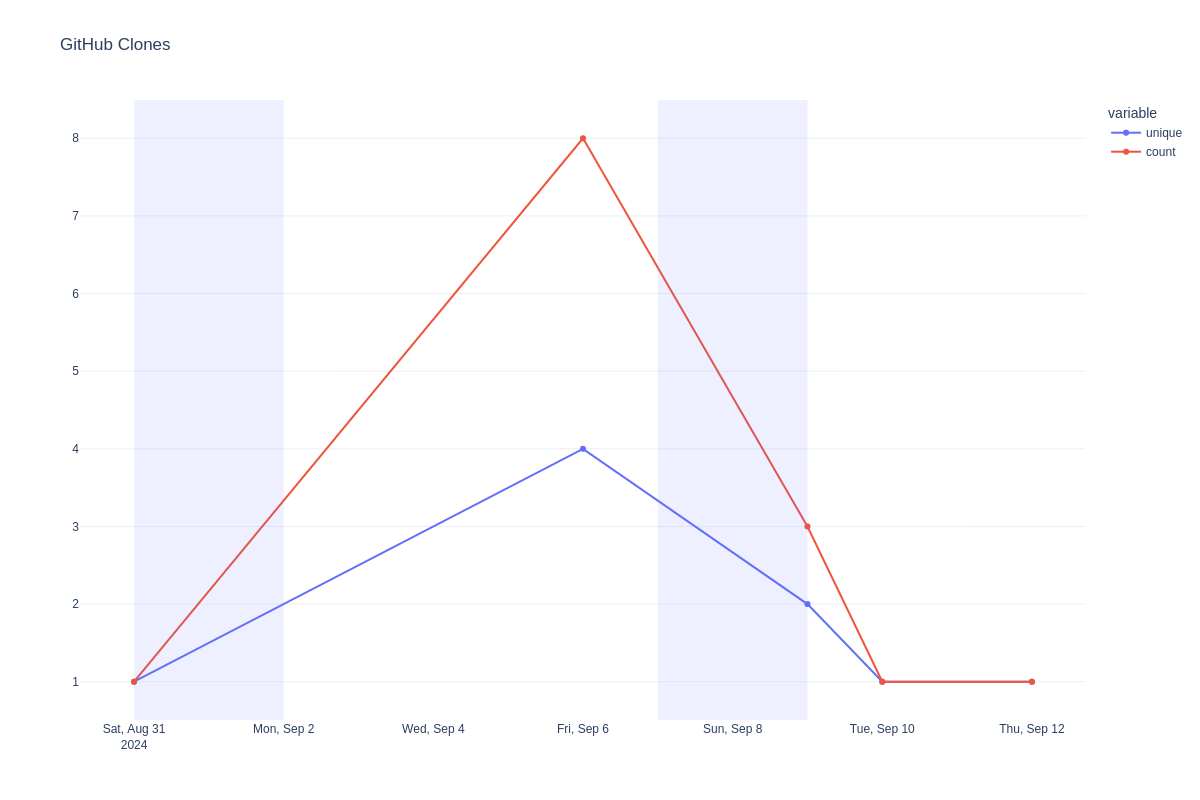 GitHub Clones
variable
unique
count
8
7
6
5
4
3
2
1
Sat, Aug 31
2024
Mon, Sep 2
Wed, Sep 4
Fri, Sep 6
Sun, Sep 8
Tue, Sep 10
Thu, Sep 12